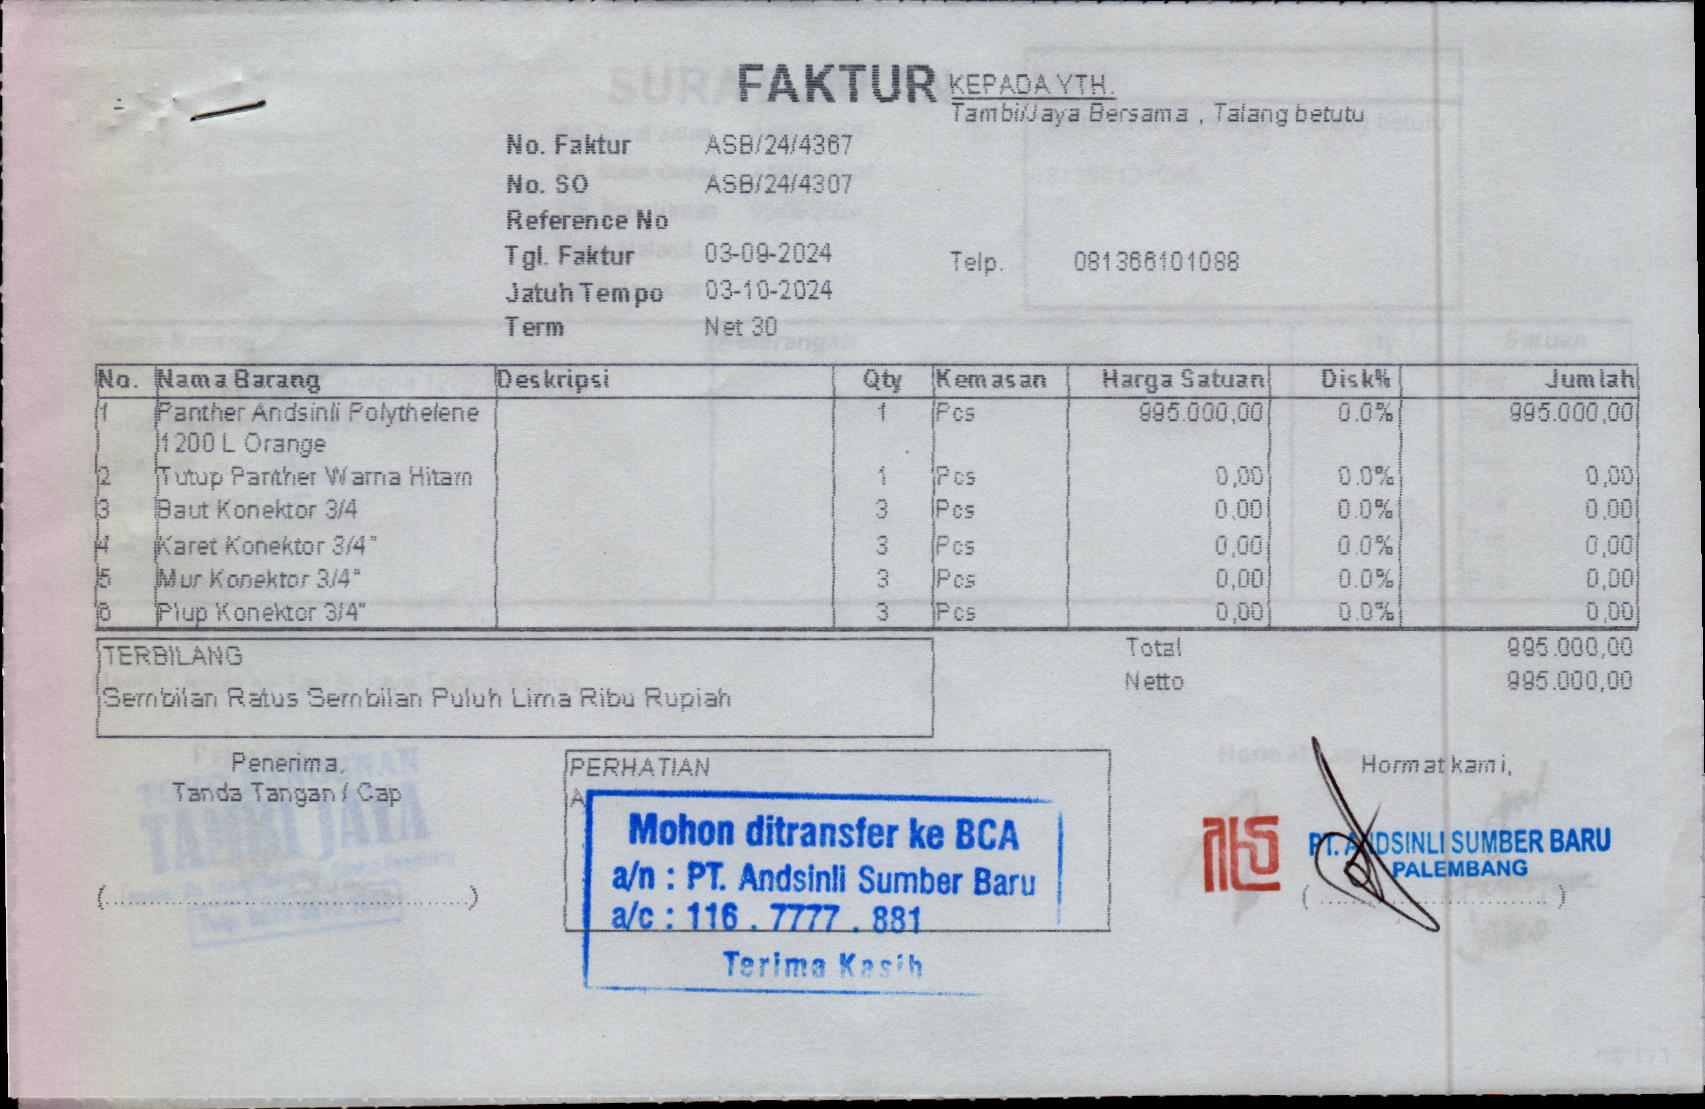 FAKTUR
KEPADA YTH.
Tambi/Jaya Bersama , Talang betutu
No. Faktur ASB/24/4367
No. SO ASB/24/4307
Reference No
Tgl. Faktur 03-09-2024
Telp. 081366101088
Jatuh Tempo 03-10-2024
Term Net 30
No. Nama Barang Deskripsi Qty Kemasan Harga Satuan Disk% Jumlah
1 Panther Andsinli Polythelene 1 Pcs 995.000,00 0.0% 995.000,00
1200 L Orange
2 Tutup Panther Warna Hitam 1 Pcs 0,00 0.0% 0,00
3 Baut Konektor 3/4 3 Pcs 0,00 0.0% 0,00
4 Karet Konektor 3/4" 3 Pcs 0,00 0.0% 0,00
5 Mur Konektor 3/4" 3 Pcs 0,00 0.0% 0,00
6 Plup Konektor 3/4" 3 Pcs 0,00 0.0% 0,00
TERBILANG
Sembilan Ratus Sembilan Puluh Lima Ribu Rupiah
Total 995.000,00
Netto 995.000,00
Penerima,
Tanda Tangan / Cap
(..............................)
PERHATIAN
Mohon ditransfer ke BCA
a/n : PT. Andsinli Sumber Baru
a/c : 116 . 7777 . 881
Terima Kasih
Hormat kami,
PT. ANDSINLI SUMBER BARU
PALEMBANG
(..............................)